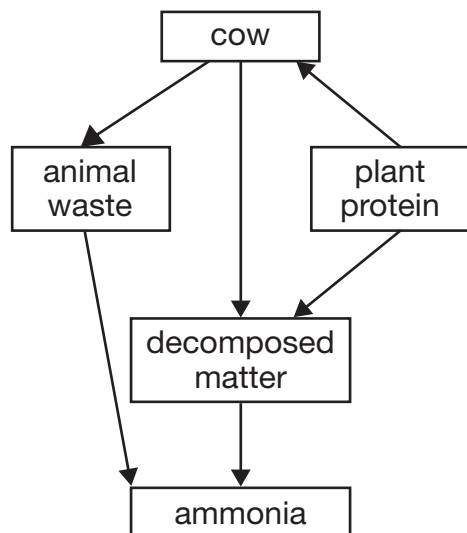 cow
animal
waste
plant
protein
decomposed
matter
ammonia